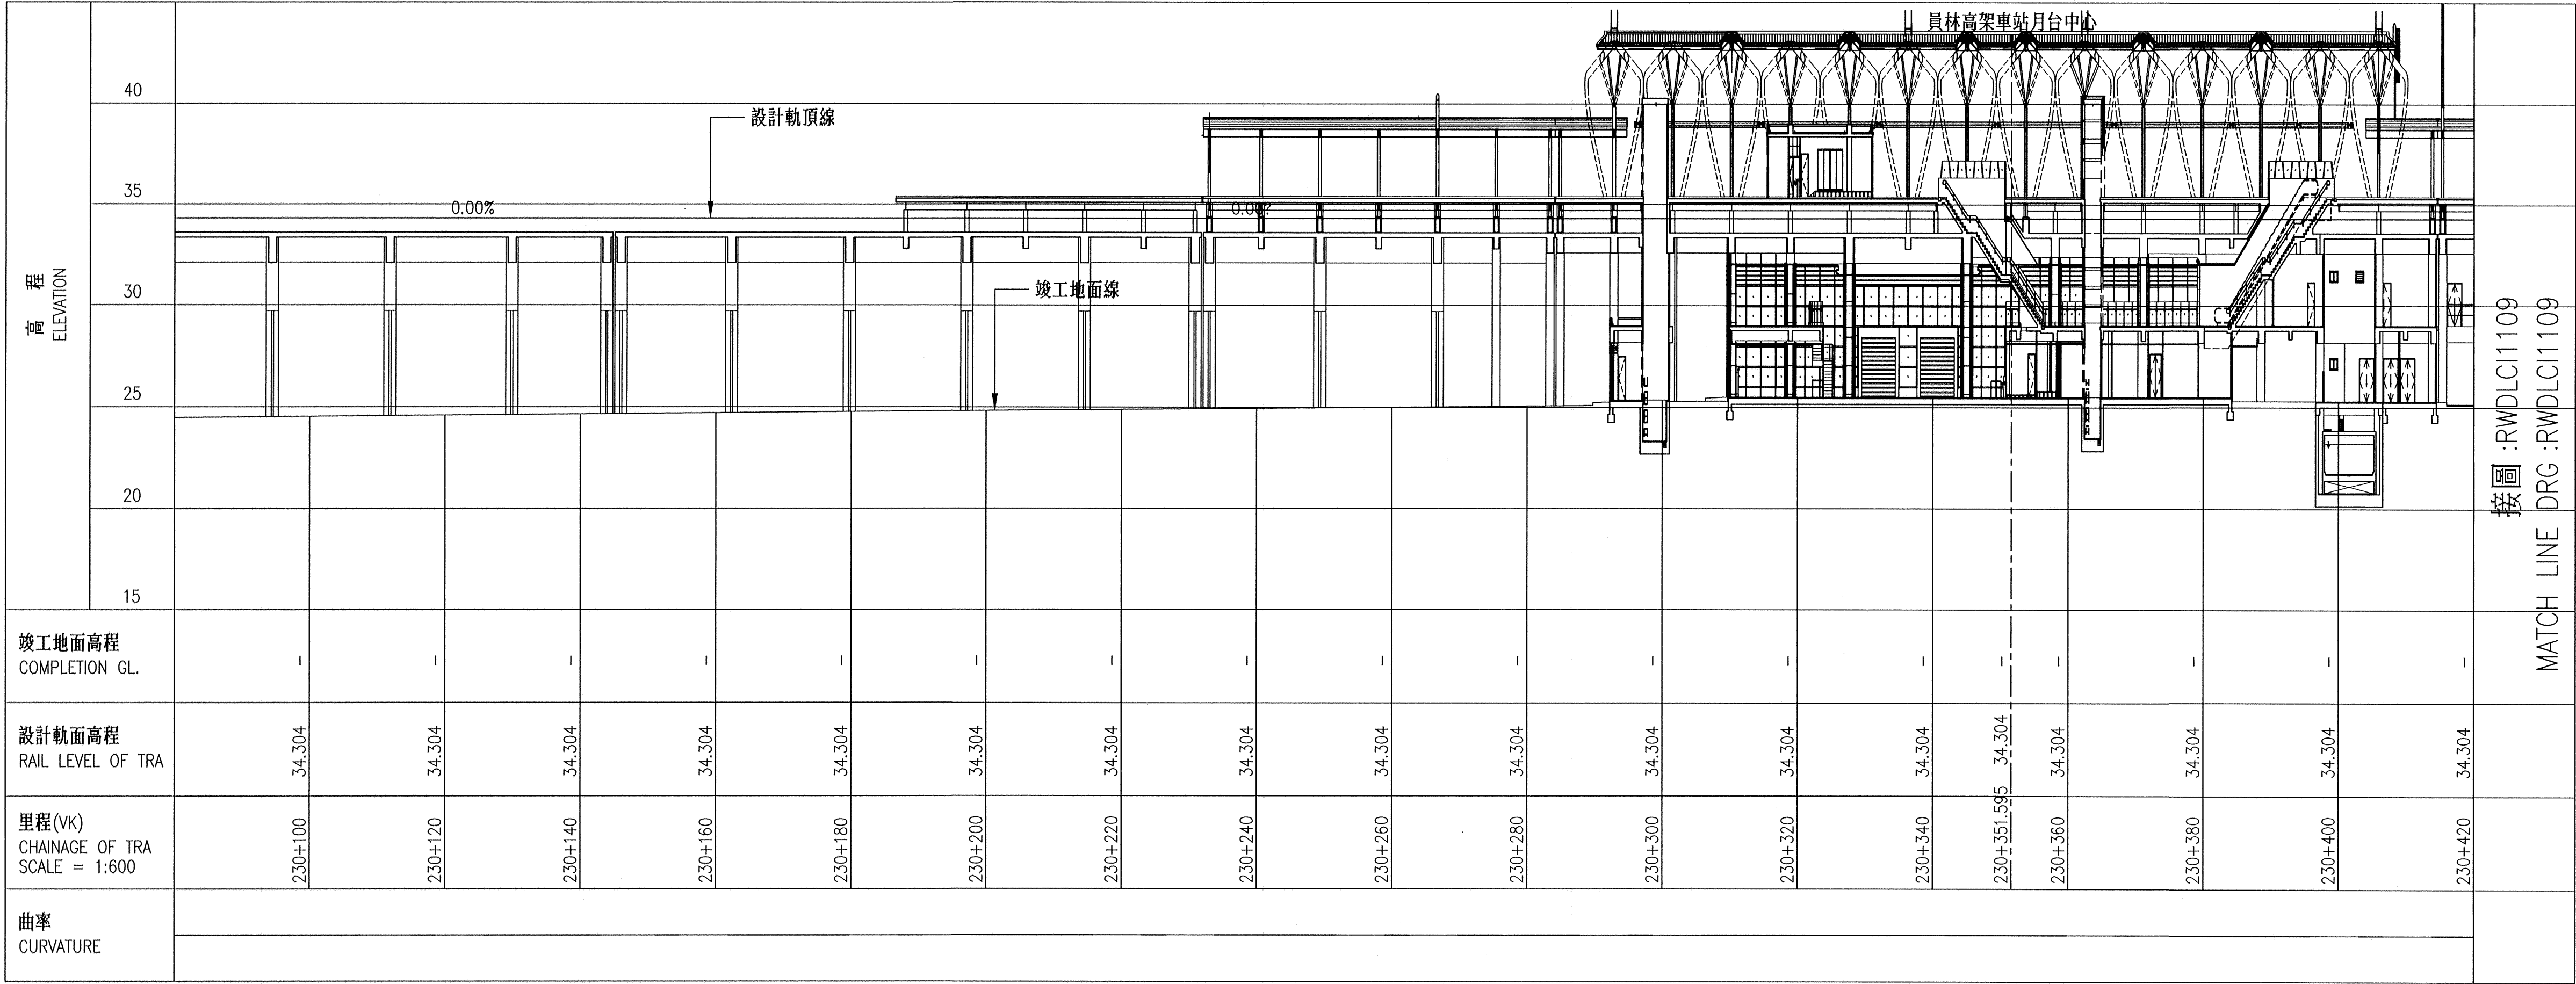 員林高架車站月台中心
設計軌頂線
0.00%
竣工地面線
高程
ELEVATION
40
35
30
25
20
15
竣工地面高程
COMPLETION GL.
- - - - - - - - - - - - - - - - - -
設計軌面高程
RAIL LEVEL OF TRA
34.304 34.304 34.304 34.304 34.304 34.304 34.304 34.304 34.304 34.304 34.304 34.304 34.304 34.304 34.304 34.304 34.304 34.304
里程(VK)
CHAINAGE OF TRA
SCALE = 1:600
230+100 230+120 230+140 230+160 230+180 230+200 230+220 230+240 230+260 230+280 230+300 230+320 230+340 230+351.595 230+360 230+380 230+400 230+420
曲率
CURVATURE
接圖:RWDLCI1109
MATCH LINE DRG:RWDLCI1109